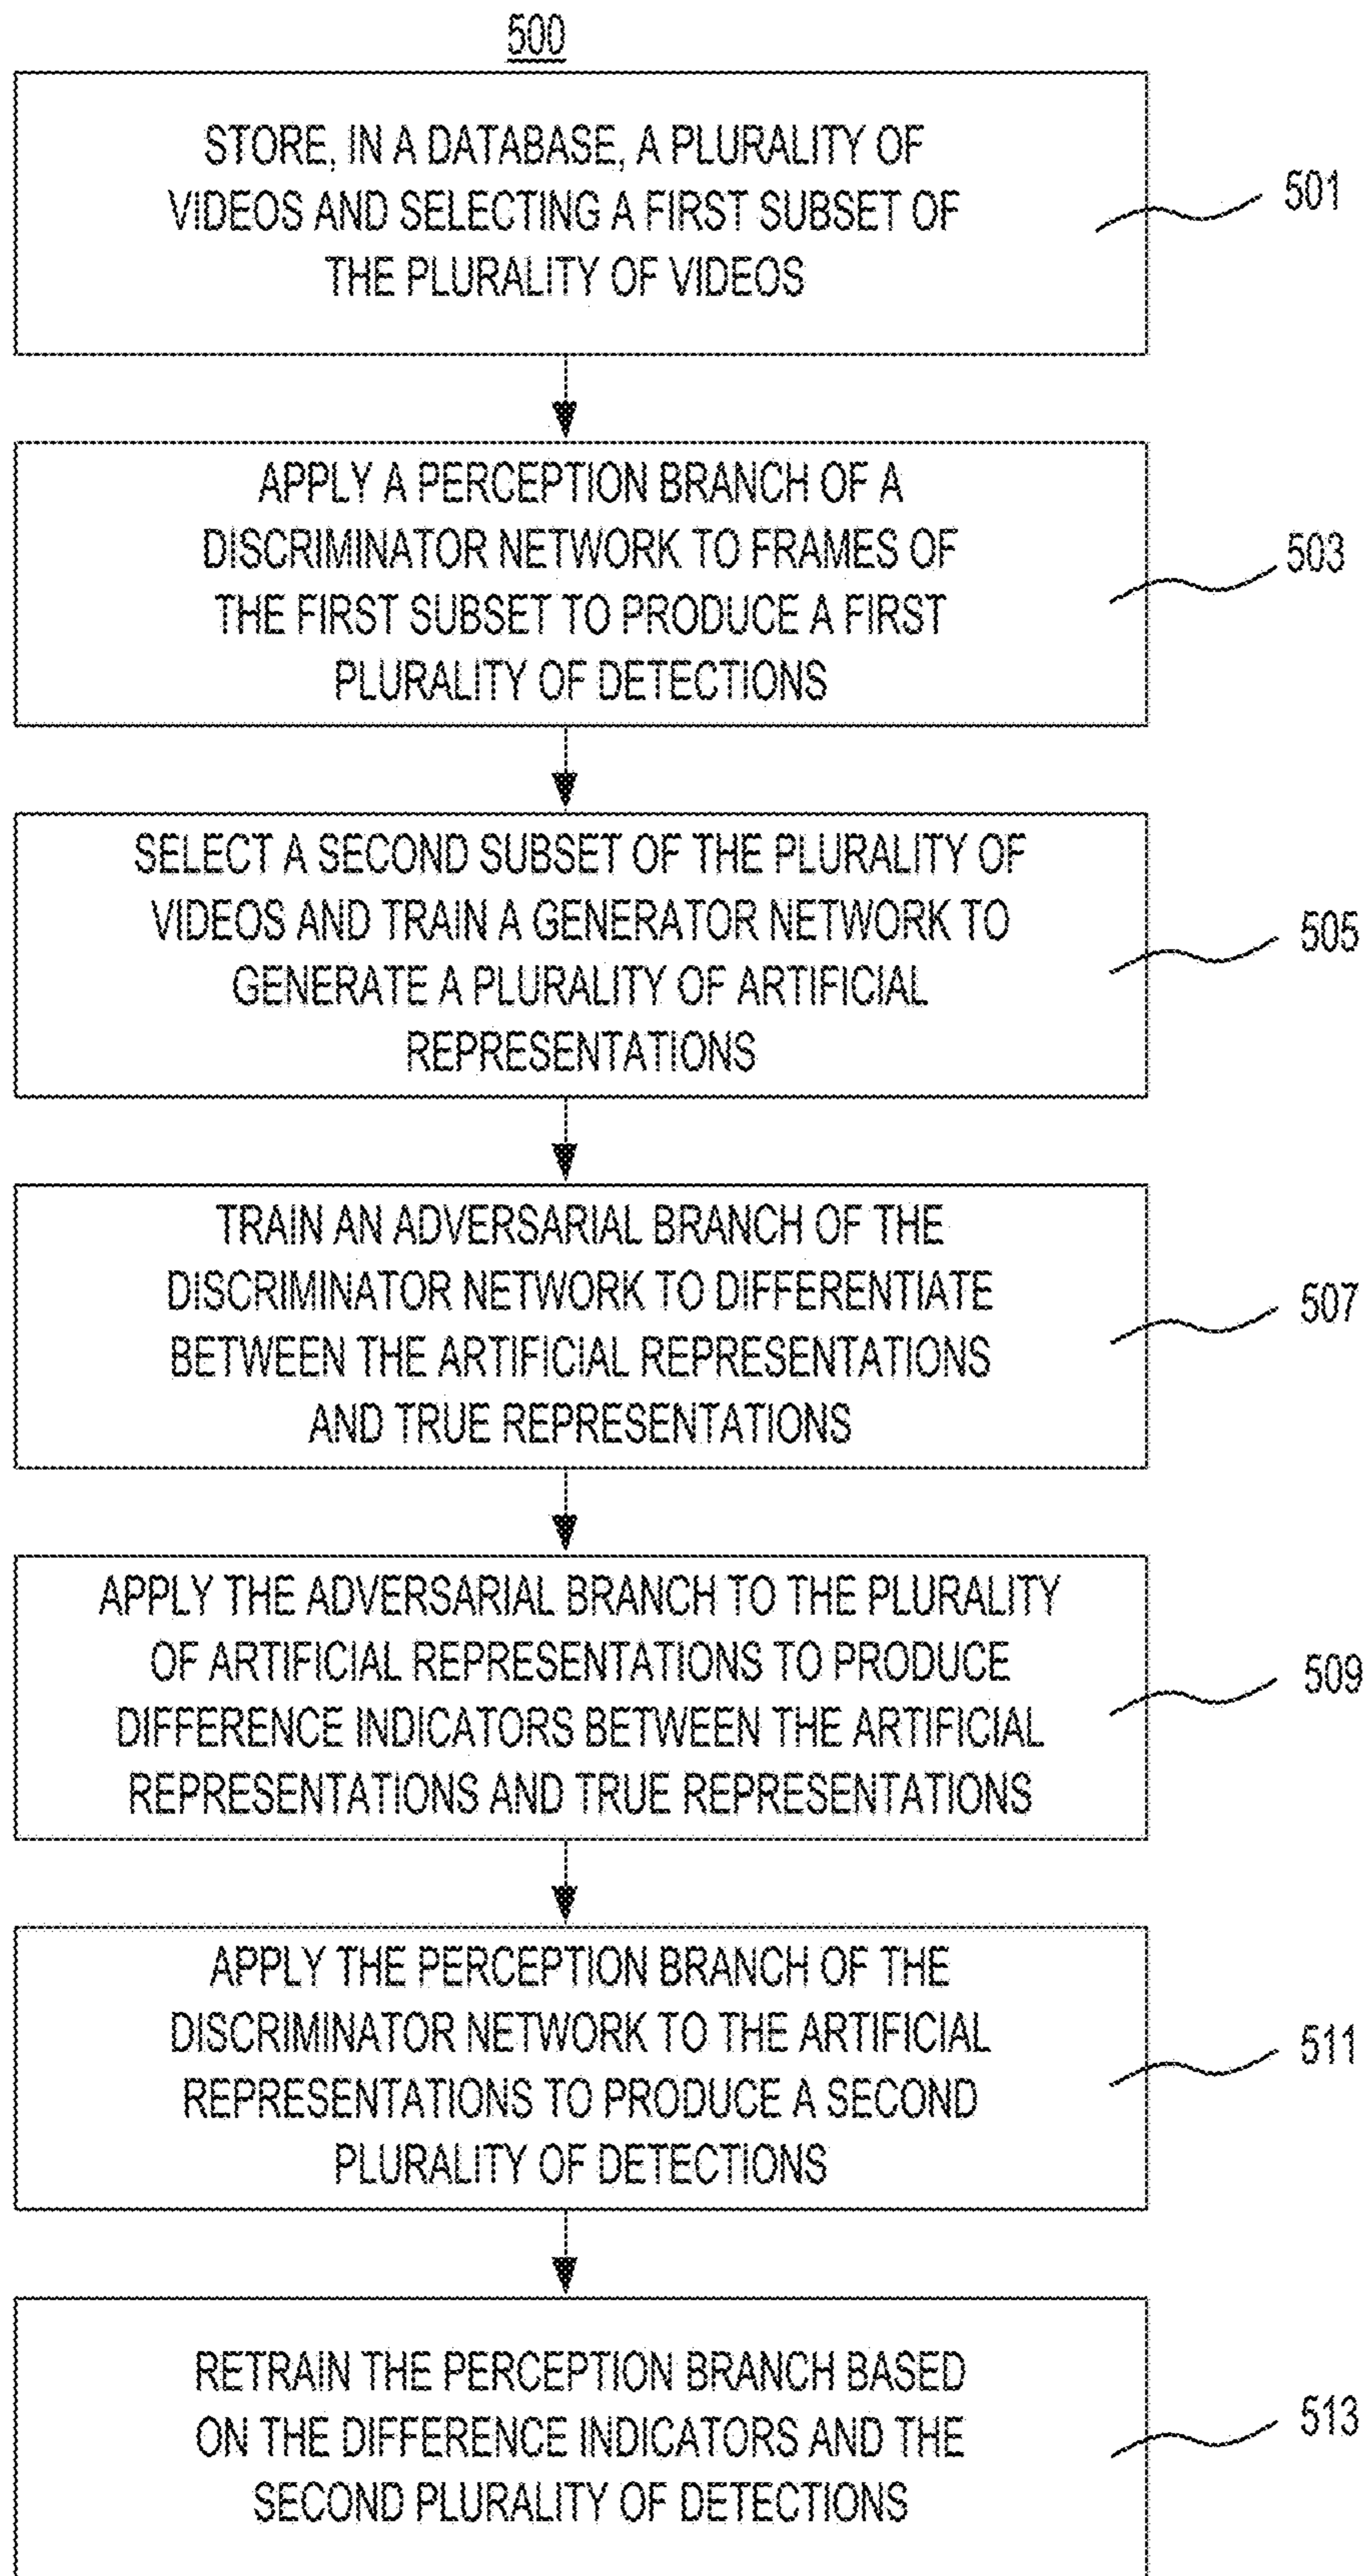 500
STORE, IN A DATABASE, A PLURALITY OF
VIDEOS AND SELECTING A FIRST SUBSET OF
THE PLURALITY OF VIDEOS
501
APPLY A PERCEPTION BRANCH OF A
DISCRIMINATOR NETWORK TO FRAMES OF
THE FIRST SUBSET TO PRODUCE A FIRST
PLURALITY OF DETECTIONS
503
SELECT A SECOND SUBSET OF THE PLURALITY OF
VIDEOS AND TRAIN A GENERATOR NETWORK TO
GENERATE A PLURALITY OF ARTIFICIAL
REPRESENTATIONS
505
TRAIN AN ADVERSARIAL BRANCH OF THE
DISCRIMINATOR NETWORK TO DIFFERENTIATE
BETWEEN THE ARTIFICIAL REPRESENTATIONS
AND TRUE REPRESENTATIONS
507
APPLY THE ADVERSARIAL BRANCH TO THE PLURALITY
OF ARTIFICIAL REPRESENTATIONS TO PRODUCE
DIFFERENCE INDICATORS BETWEEN THE ARTIFICIAL
REPRESENTATIONS AND TRUE REPRESENTATIONS
509
APPLY THE PERCEPTION BRANCH OF THE
DISCRIMINATOR NETWORK TO THE ARTIFICIAL
REPRESENTATIONS TO PRODUCE A SECOND
PLURALITY OF DETECTIONS
511
RETRAIN THE PERCEPTION BRANCH BASED
ON THE DIFFERENCE INDICATORS AND THE
SECOND PLURALITY OF DETECTIONS
513